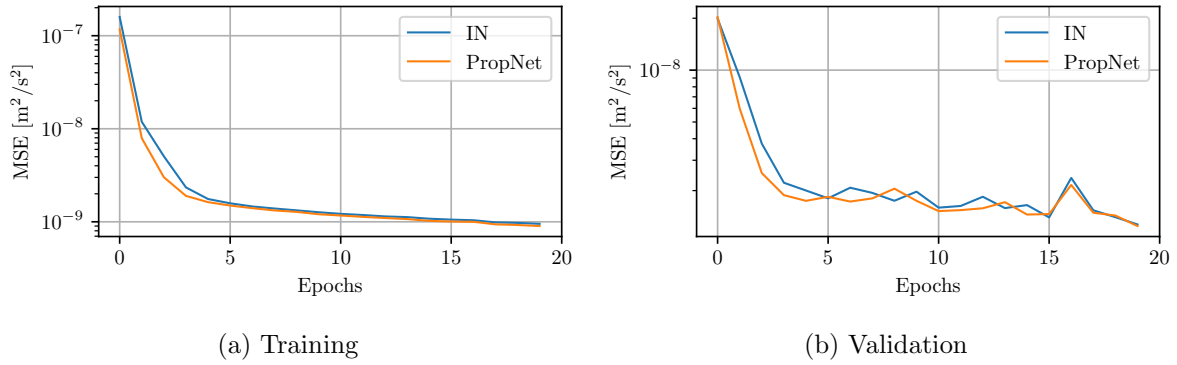 10⁻⁷
10⁻⁸
10⁻⁹
MSE [m²/s²]
0 5 10 15 20
Epochs
IN
PropNet
(a) Training
10⁻⁸
MSE [m²/s²]
0 5 10 15 20
Epochs
IN
PropNet
(b) Validation